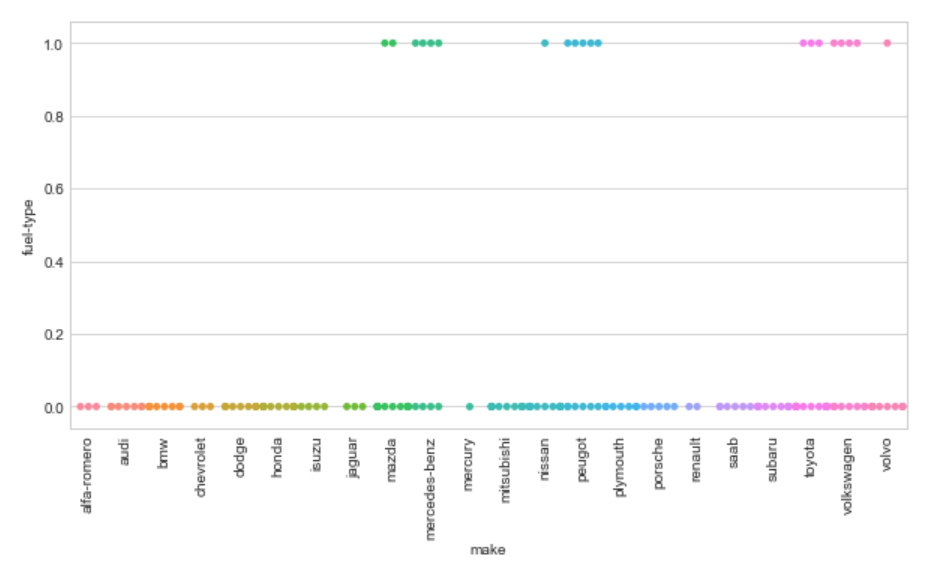 1.0
0.8
0.6
0.4
0.2
0.0
fuel-type
alfa-romero
audi
bmw
chevrolet
dodge
honda
isuzu
jaguar
mazda
mercedes-benz
mercury
mitsubishi
nissan
peugot
plymouth
porsche
renault
saab
subaru
toyota
volkswagen
volvo
make